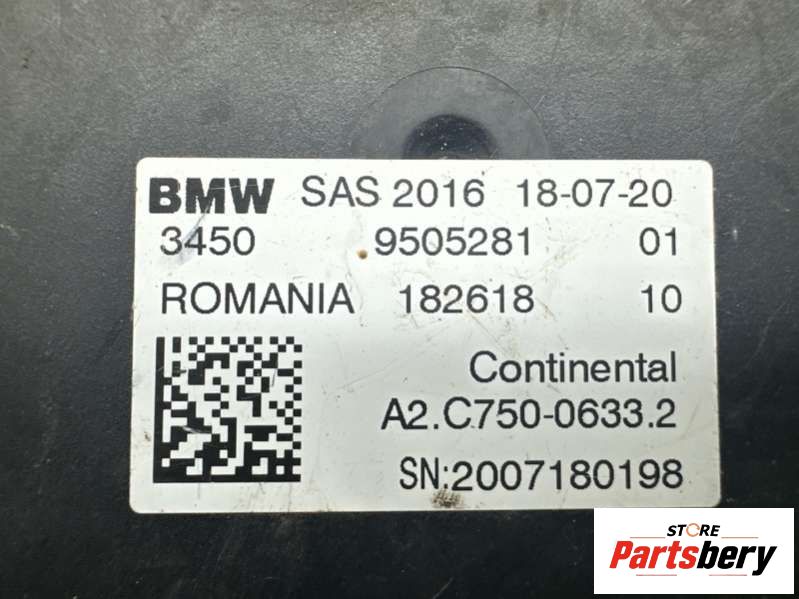 BMW SAS 2016 18-07-20
3450 9505281 01
ROMANIA 182618 10
Continental
A2.C750-0633.2
SN:2007180198
STORE
Partsbery